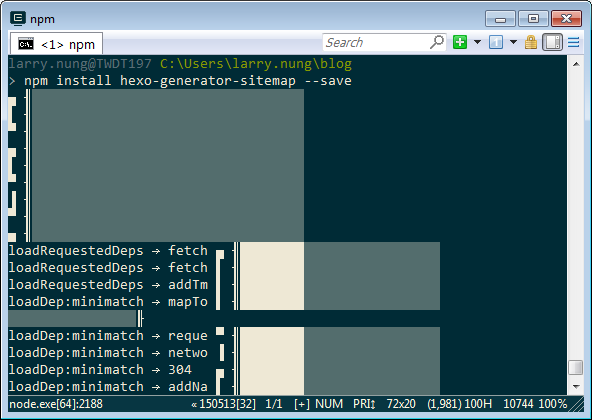 npm
<1> npm
Search
larry.nung@TWDT197 C:\Users\larry.nung\blog
> npm install hexo-generator-sitemap --save
loadRequestedDeps → fetch
loadRequestedDeps → fetch
loadRequestedDeps → addTm
loadDep:minimatch → mapTo
loadDep:minimatch → reque
loadDep:minimatch → netwo
loadDep:minimatch → 304
loadDep:minimatch → addNa
node.exe[64]:2188 « 150513[32] 1/1 [+] NUM PRI↕ 72x20 (1,981) 100H 10744 100%